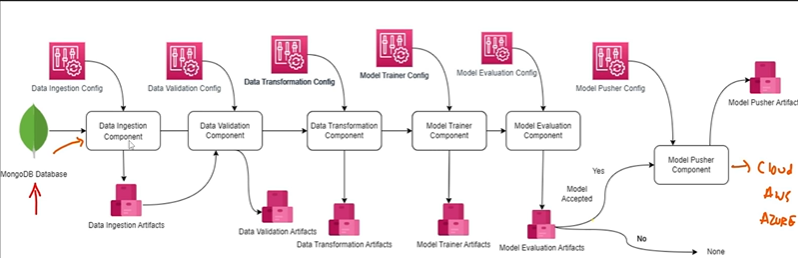 Data Ingestion Config
Data Validation Config
Data Transformation Config
Model Trainer Config
Model Evaluation Config
Model Pusher Config
Model Pusher Artifact
MongoDB Database
Data Ingestion
Component
Data Validation
Component
Data Transformation
Component
Model Trainer
Component
Model Evaluation
Component
Model Pusher
Component
Yes
Model
Accepted
No
None
Data Ingestion Artifacts
Data Validation Artifacts
Data Transformation Artifacts
Model Trainer Artifacts
Model Evaluation Artifacts
Cloud
AWS
AZURE